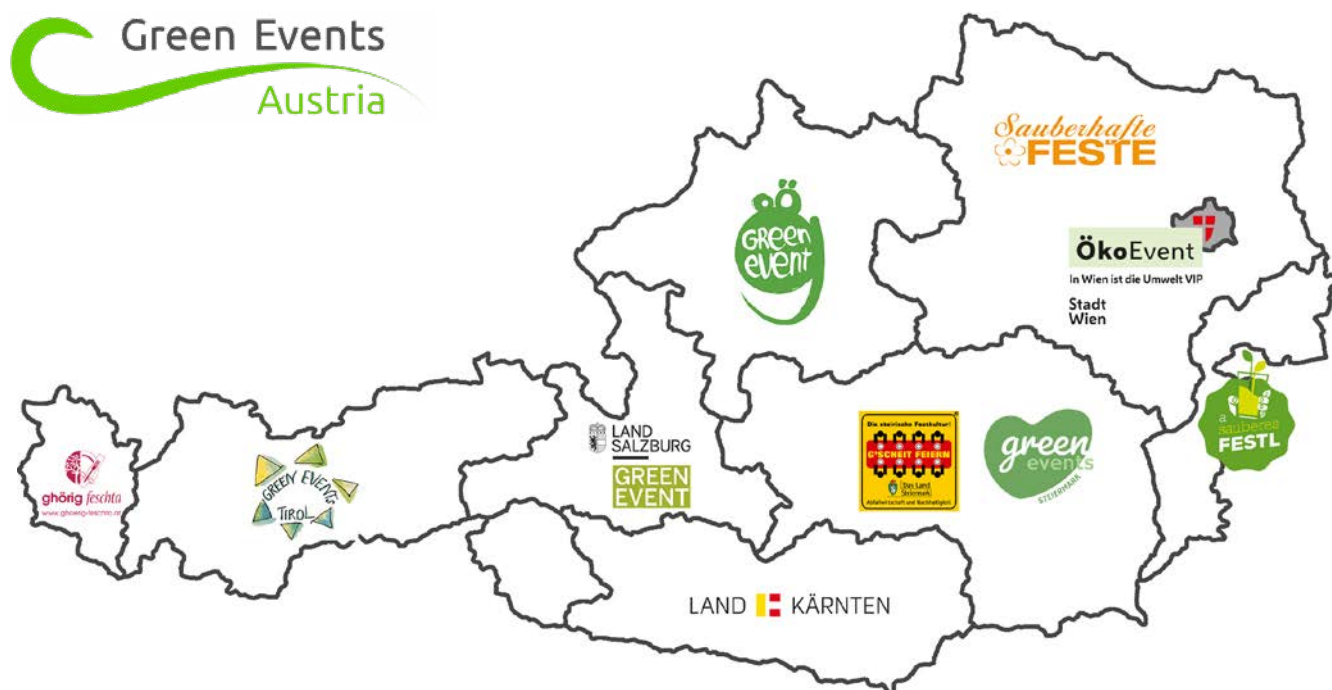 Green Events
Austria
Sauberhafte
FESTE
OÖ
GREEN
EVENT
ÖkoEvent
In Wien ist die Umwelt VIP
Stadt
Wien
a
sauberes
FESTL
Die steirische Festkultur!
G'SCHEIT FEIERN
Das Land
Steiermark
Abfallwirtschaft und Nachhaltigkeit
green
events
STEIERMARK
LAND
SALZBURG
GREEN
EVENT
ghörig feschta
www.ghoerig-feschta.at
GREEN EVENTS
TIROL
LAND KÄRNTEN